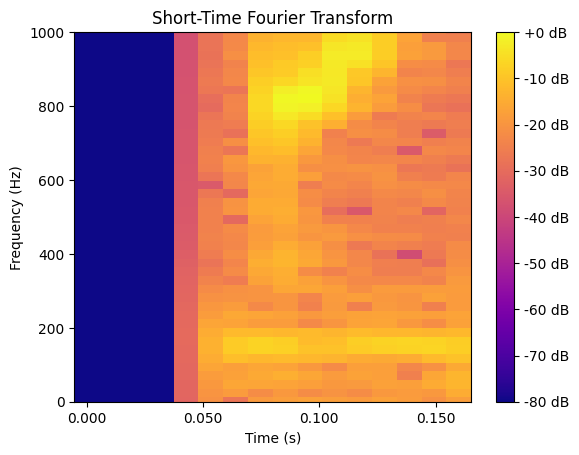 Short-Time Fourier Transform
1000
800
600
400
200
0
Frequency (Hz)
0.000
0.050
0.100
0.150
Time (s)
+0 dB
-10 dB
-20 dB
-30 dB
-40 dB
-50 dB
-60 dB
-70 dB
-80 dB